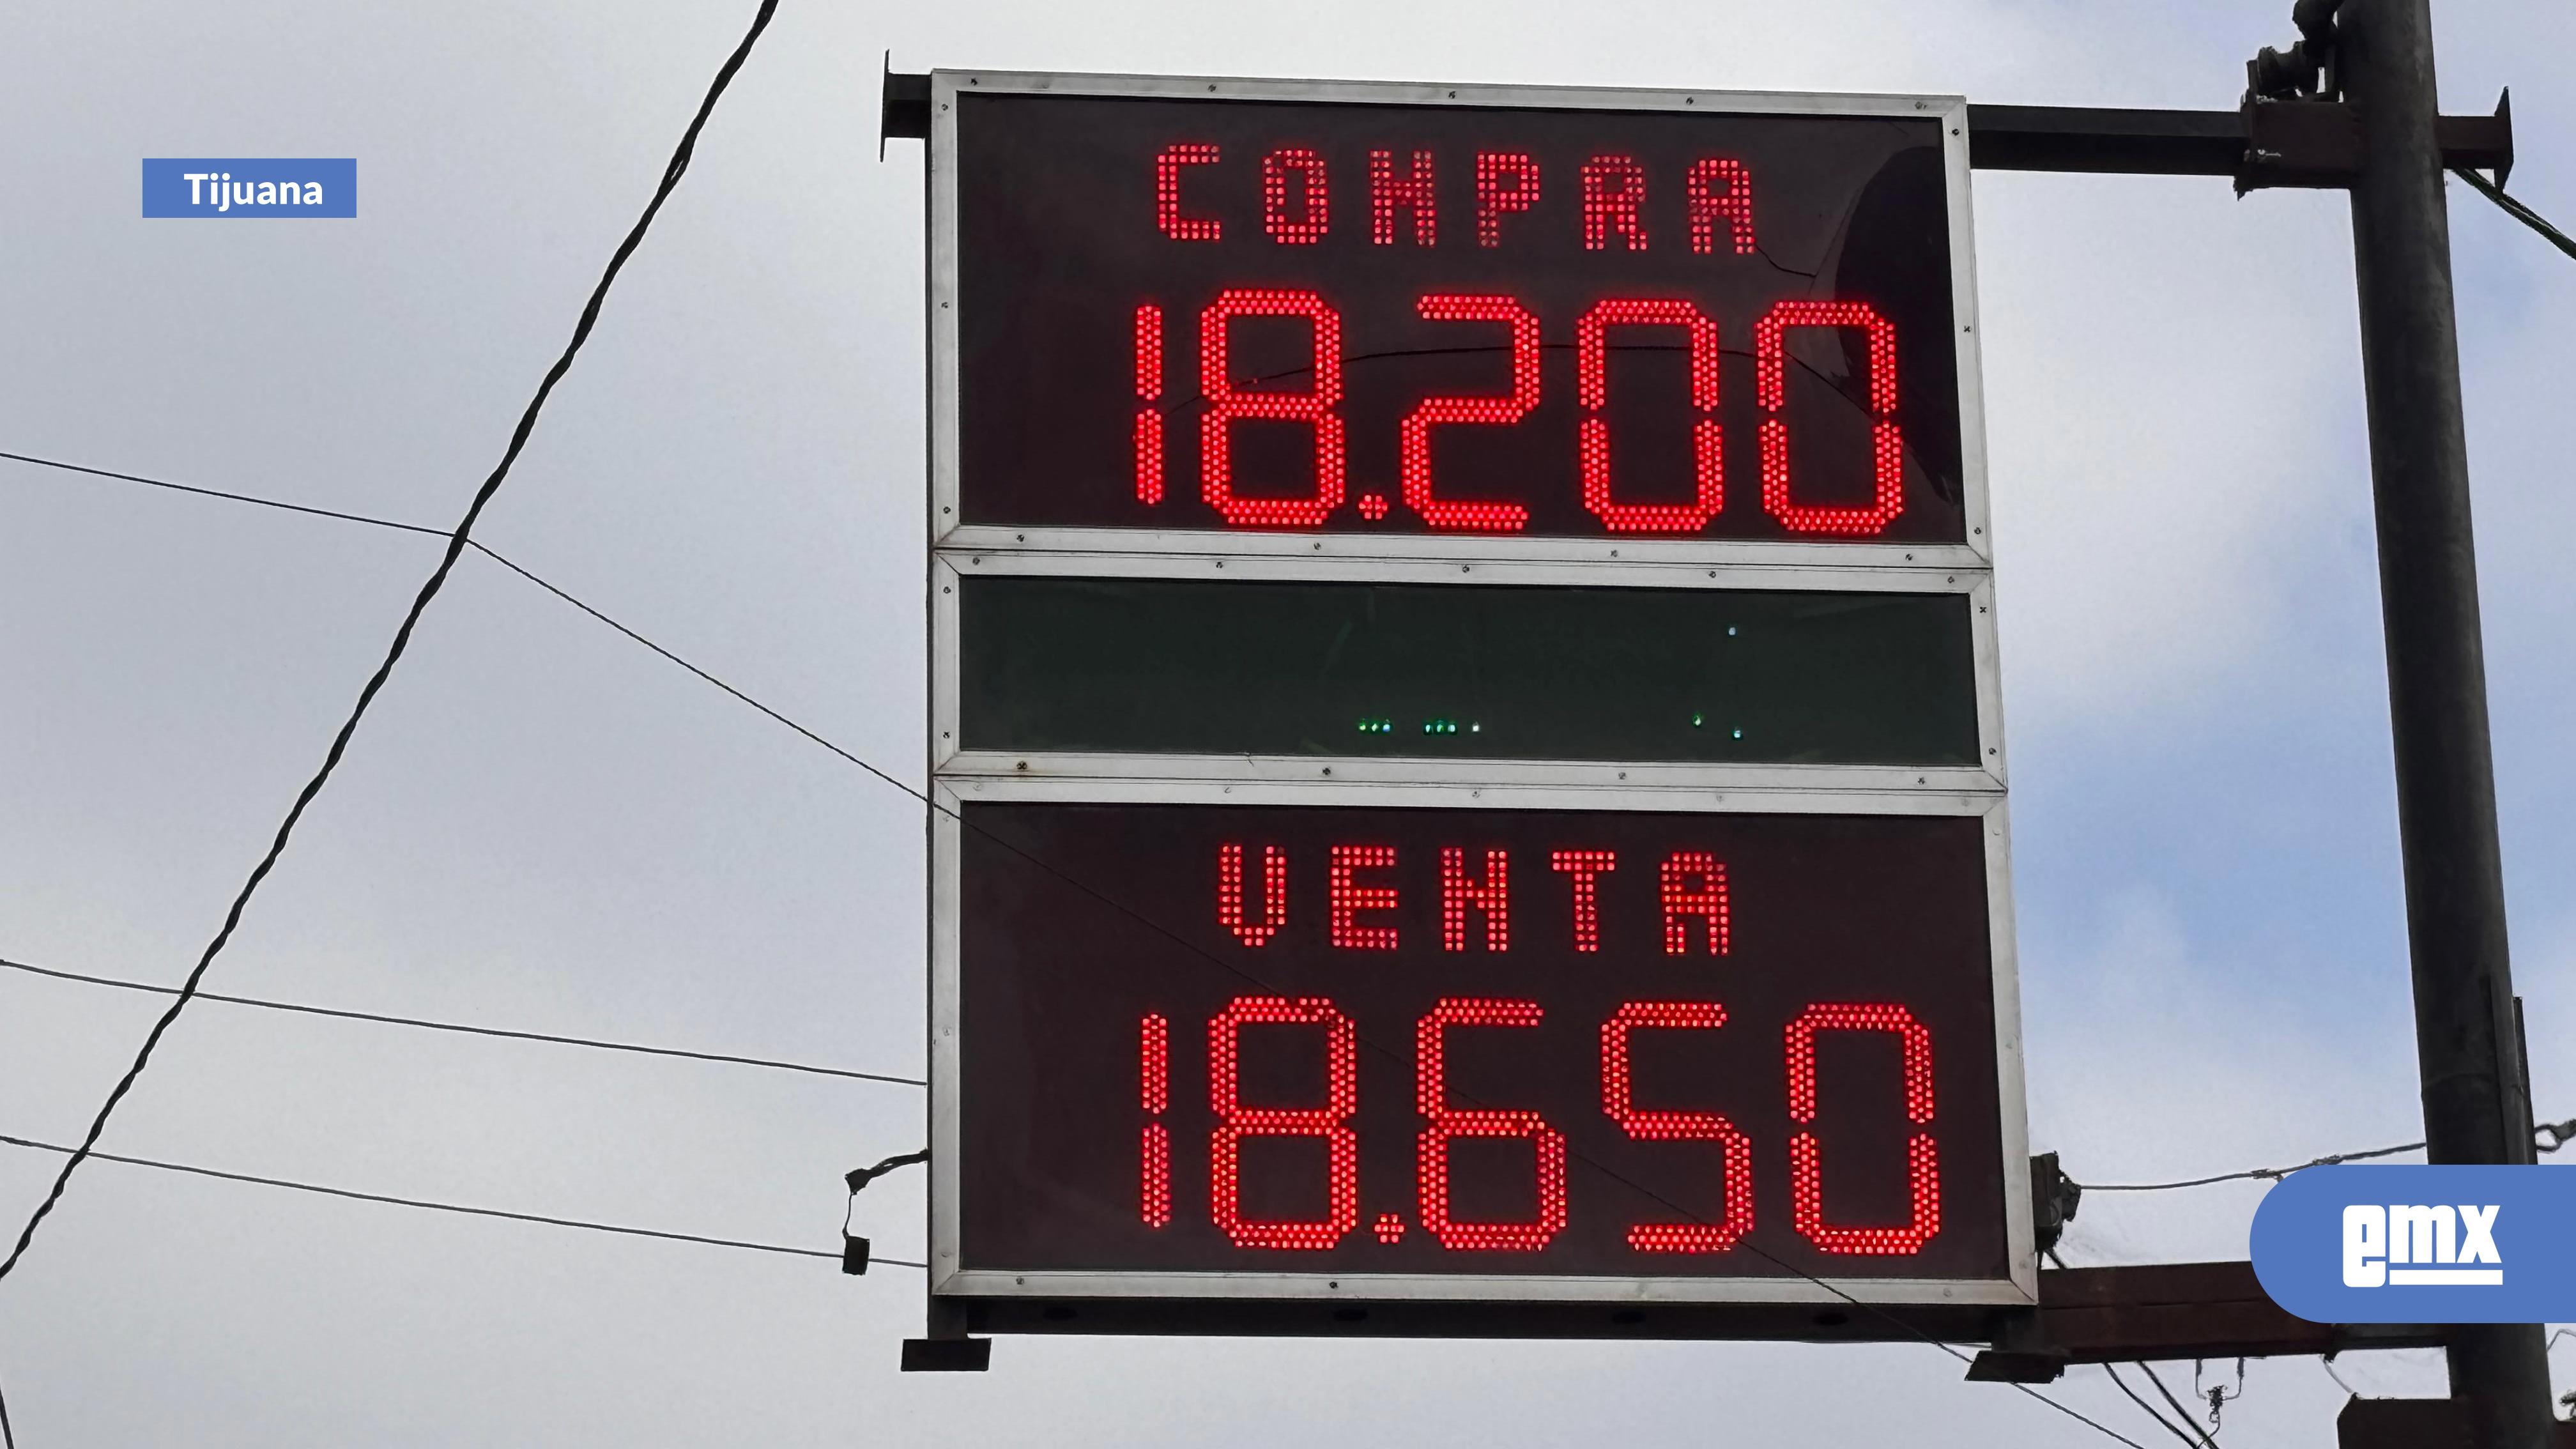 Tijuana
COMPRA
18.200
VENTA
18.650
emx